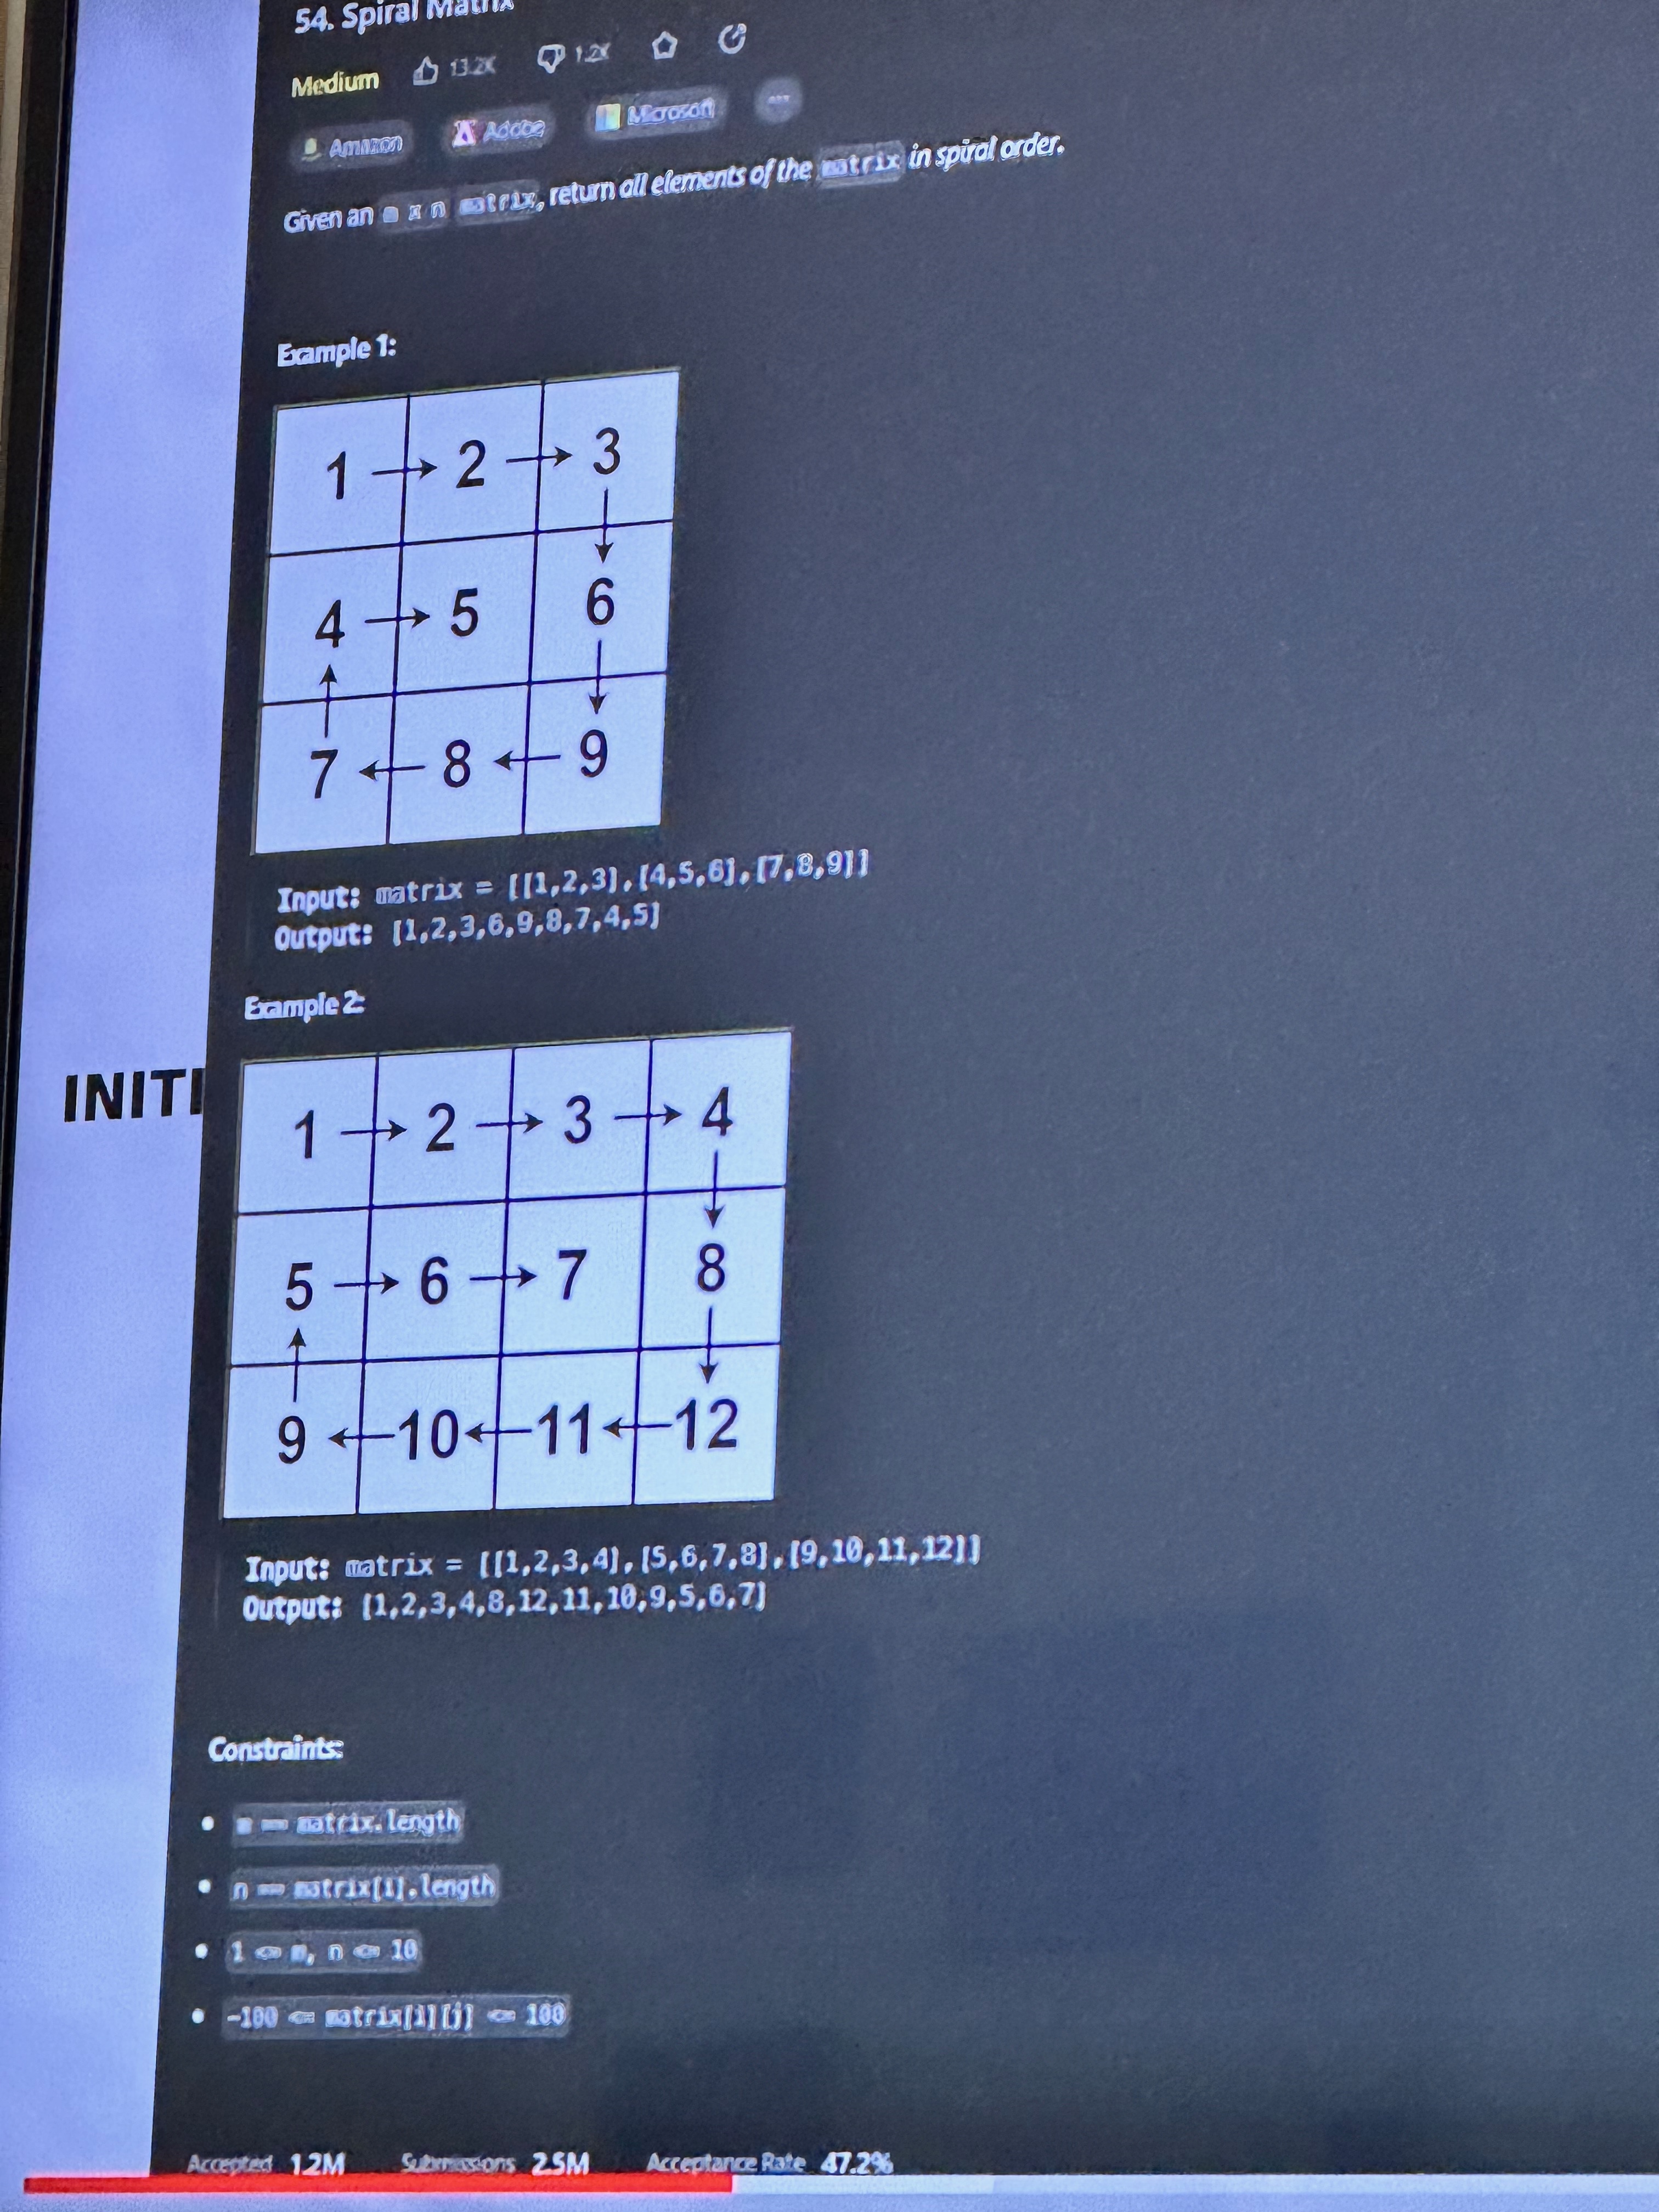 54. Spiral Matrix
Medium 13.2K 1.2K
Amazon Adobe Microsoft
Given an m x n matrix, return all elements of the matrix in spiral order.
Example 1:
1 2 3
4 5 6
7 8 9
Input: matrix = [[1,2,3],[4,5,6],[7,8,9]]
Output: [1,2,3,6,9,8,7,4,5]
Example 2:
INITI
1 2 3 4
5 6 7 8
9 10 11 12
Input: matrix = [[1,2,3,4],[5,6,7,8],[9,10,11,12]]
Output: [1,2,3,4,8,12,11,10,9,5,6,7]
Constraints:
m == matrix.length
n == matrix[i].length
1 <= m, n <= 10
-100 <= matrix[i][j] <= 100
Accepted 1.2M Submissions 2.5M Acceptance Rate 47.2%